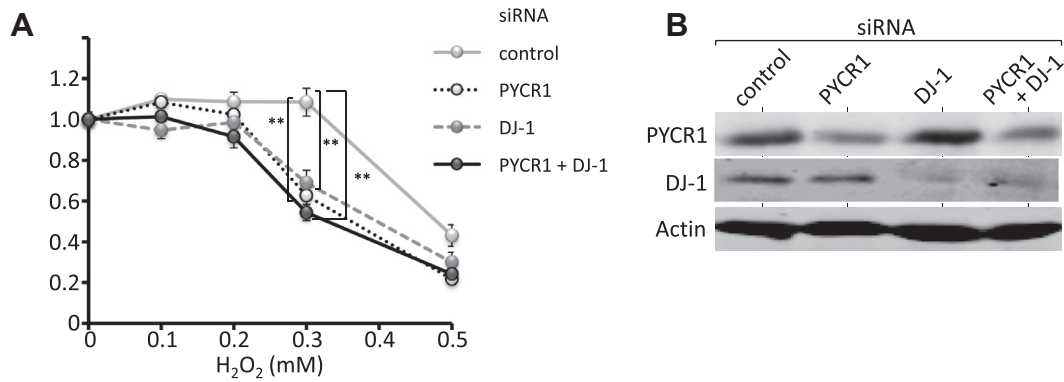 A
siRNA
control
PYCR1
DJ-1
PYCR1 + DJ-1
1.2
1.0
0.8
0.6
0.4
0.2
0
** ** **
0 0.1 0.2 0.3 0.4 0.5
H₂O₂ (mM)
B
siRNA
control PYCR1 DJ-1 PYCR1 + DJ-1
PYCR1
DJ-1
Actin